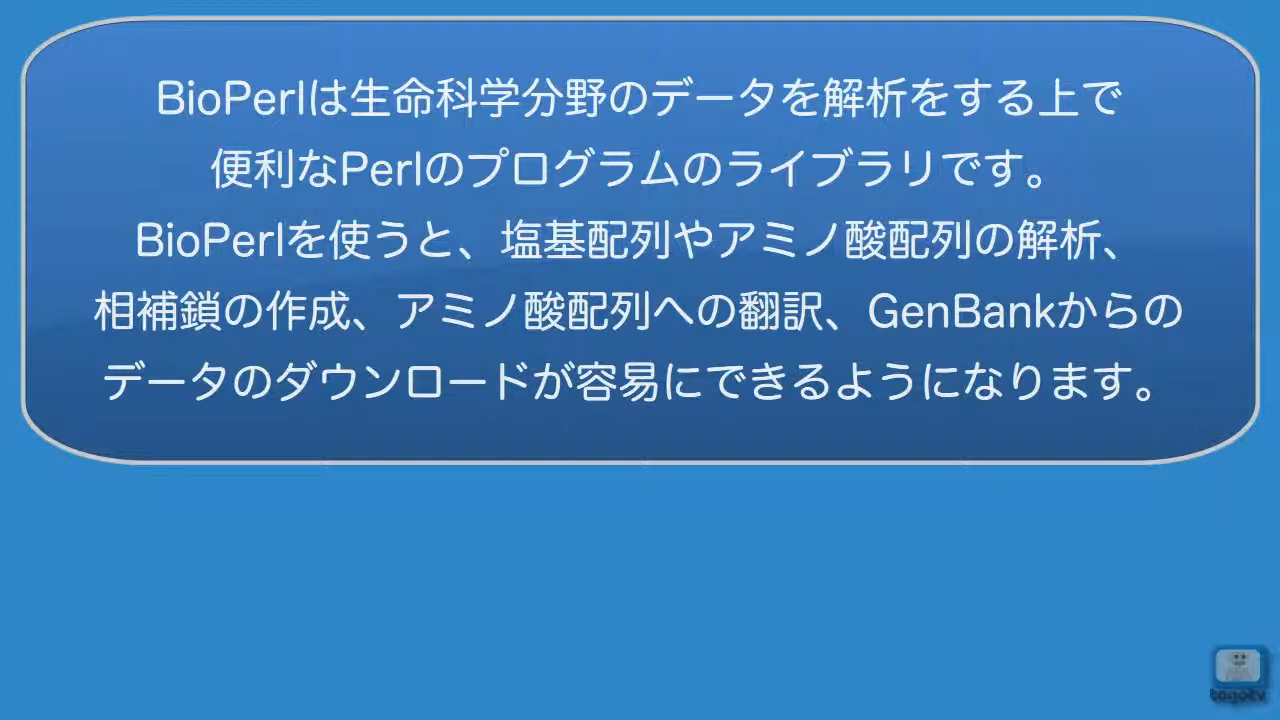 BioPerlは生命科学分野のデータを解析をする上で
便利なPerlのプログラムのライブラリです。
BioPerlを使うと、塩基配列やアミノ酸配列の解析、
相補鎖の作成、アミノ酸配列への翻訳、GenBankからの
データのダウンロードが容易にできるようになります。
togotv